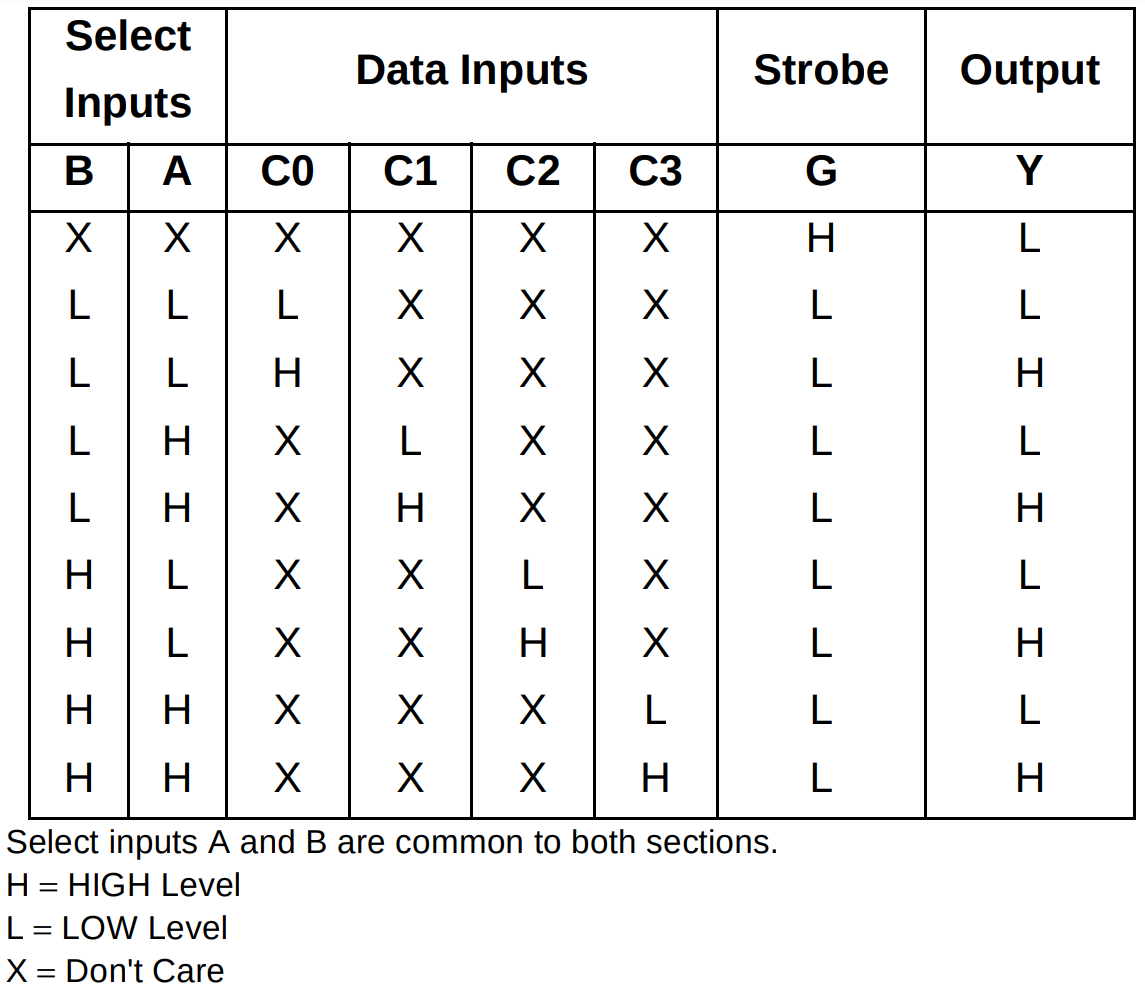 Select Inputs Data Inputs Strobe Output
B A C0 C1 C2 C3 G Y
X X X X X X H L
L L L X X X L L
L L H X X X L H
L H X L X X L L
L H X H X X L H
H L X X L X L L
H L X X H X L H
H H X X X L L L
H H X X X H L H
Select inputs A and B are common to both sections.
H = HIGH Level
L = LOW Level
X = Don't Care